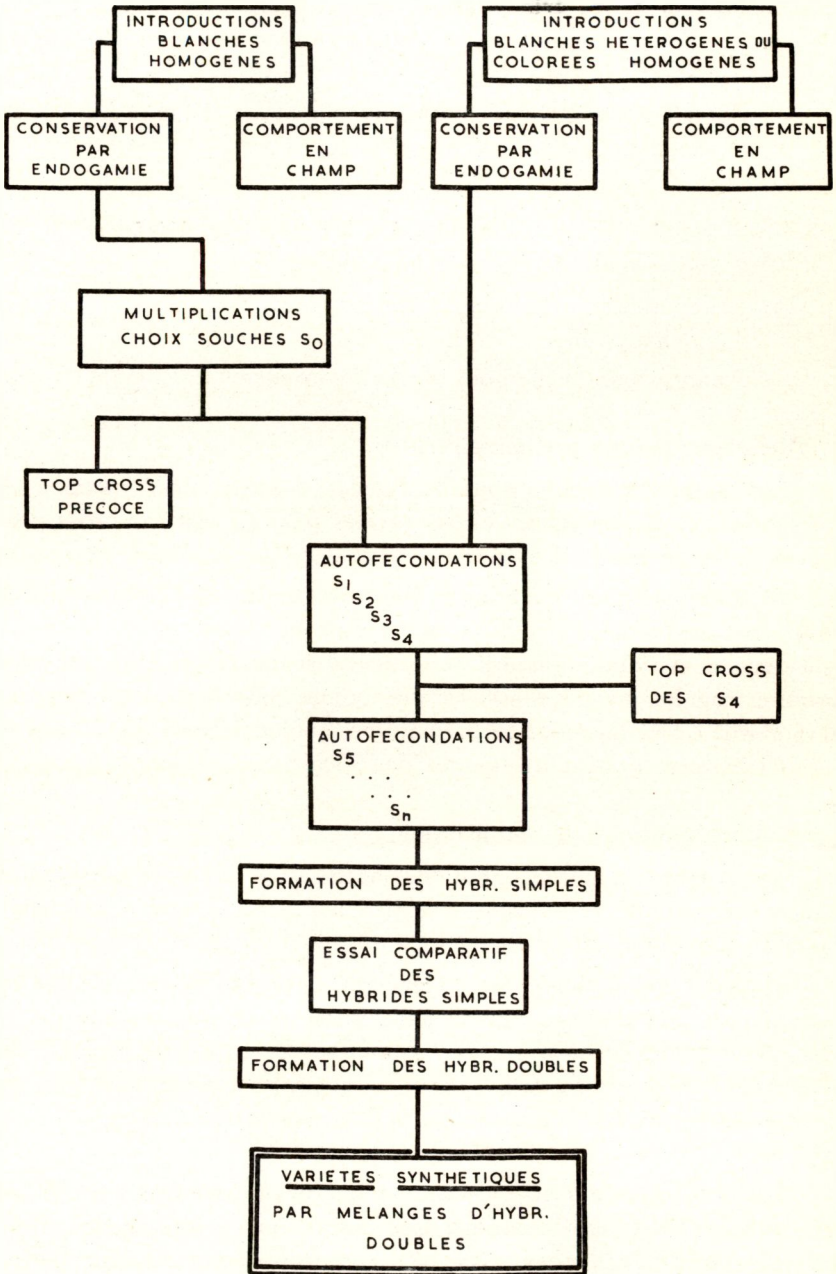 INTRODUCTIONS
BLANCHES
HOMOGENES
INTRODUCTIONS
BLANCHES HETEROGENES OU
COLOREES HOMOGENES
CONSERVATION
PAR
ENDOGAMIE
COMPORTEMENT
EN
CHAMP
CONSERVATION
PAR
ENDOGAMIE
COMPORTEMENT
EN
CHAMP
MULTIPLICATIONS
CHOIX SOUCHES S0
TOP CROSS
PRECOCE
AUTOFECONDATIONS
S1
S2
S3
S4
TOP CROSS
DES S4
AUTOFECONDATIONS
S5
. . .
. . .
Sn
FORMATION DES HYBR. SIMPLES
ESSAI COMPARATIF
DES
HYBRIDES SIMPLES
FORMATION DES HYBR. DOUBLES
VARIETES SYNTHETIQUES
PAR MELANGES D'HYBR.
DOUBLES